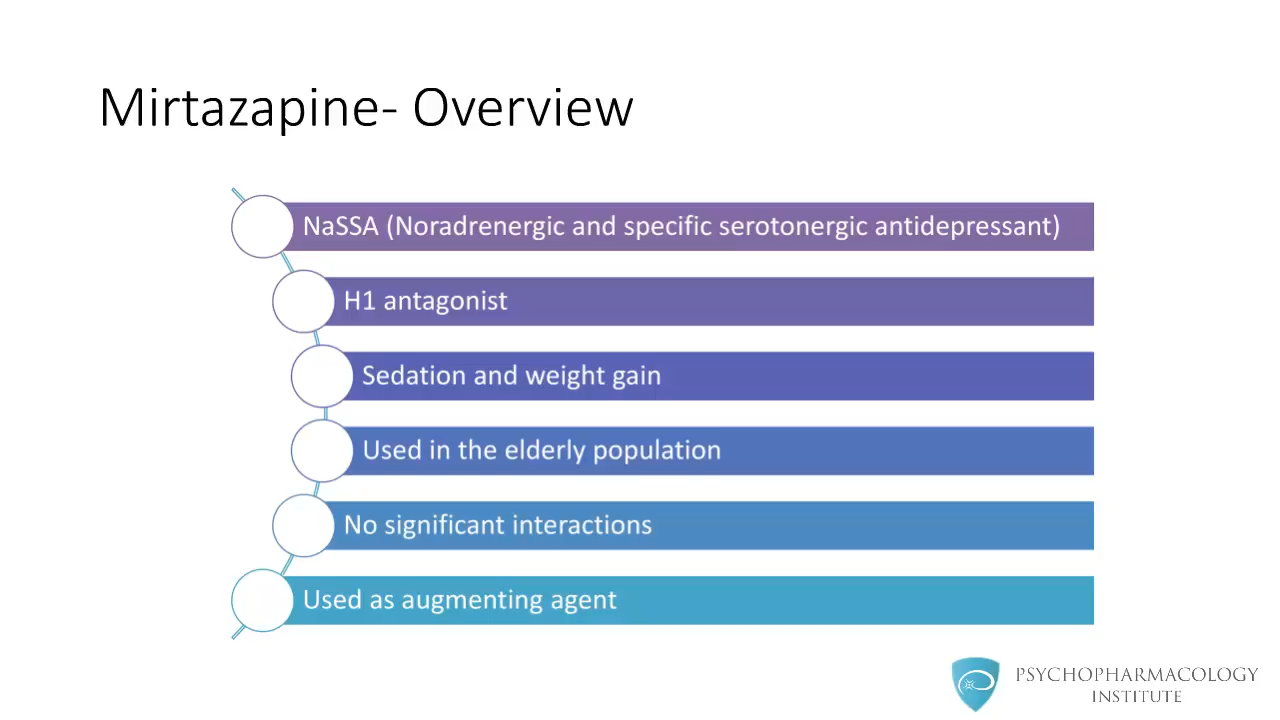 Mirtazapine- Overview
NaSSA (Noradrenergic and specific serotonergic antidepressant)
H1 antagonist
Sedation and weight gain
Used in the elderly population
No significant interactions
Used as augmenting agent
PSYCHOPHARMACOLOGY
INSTITUTE